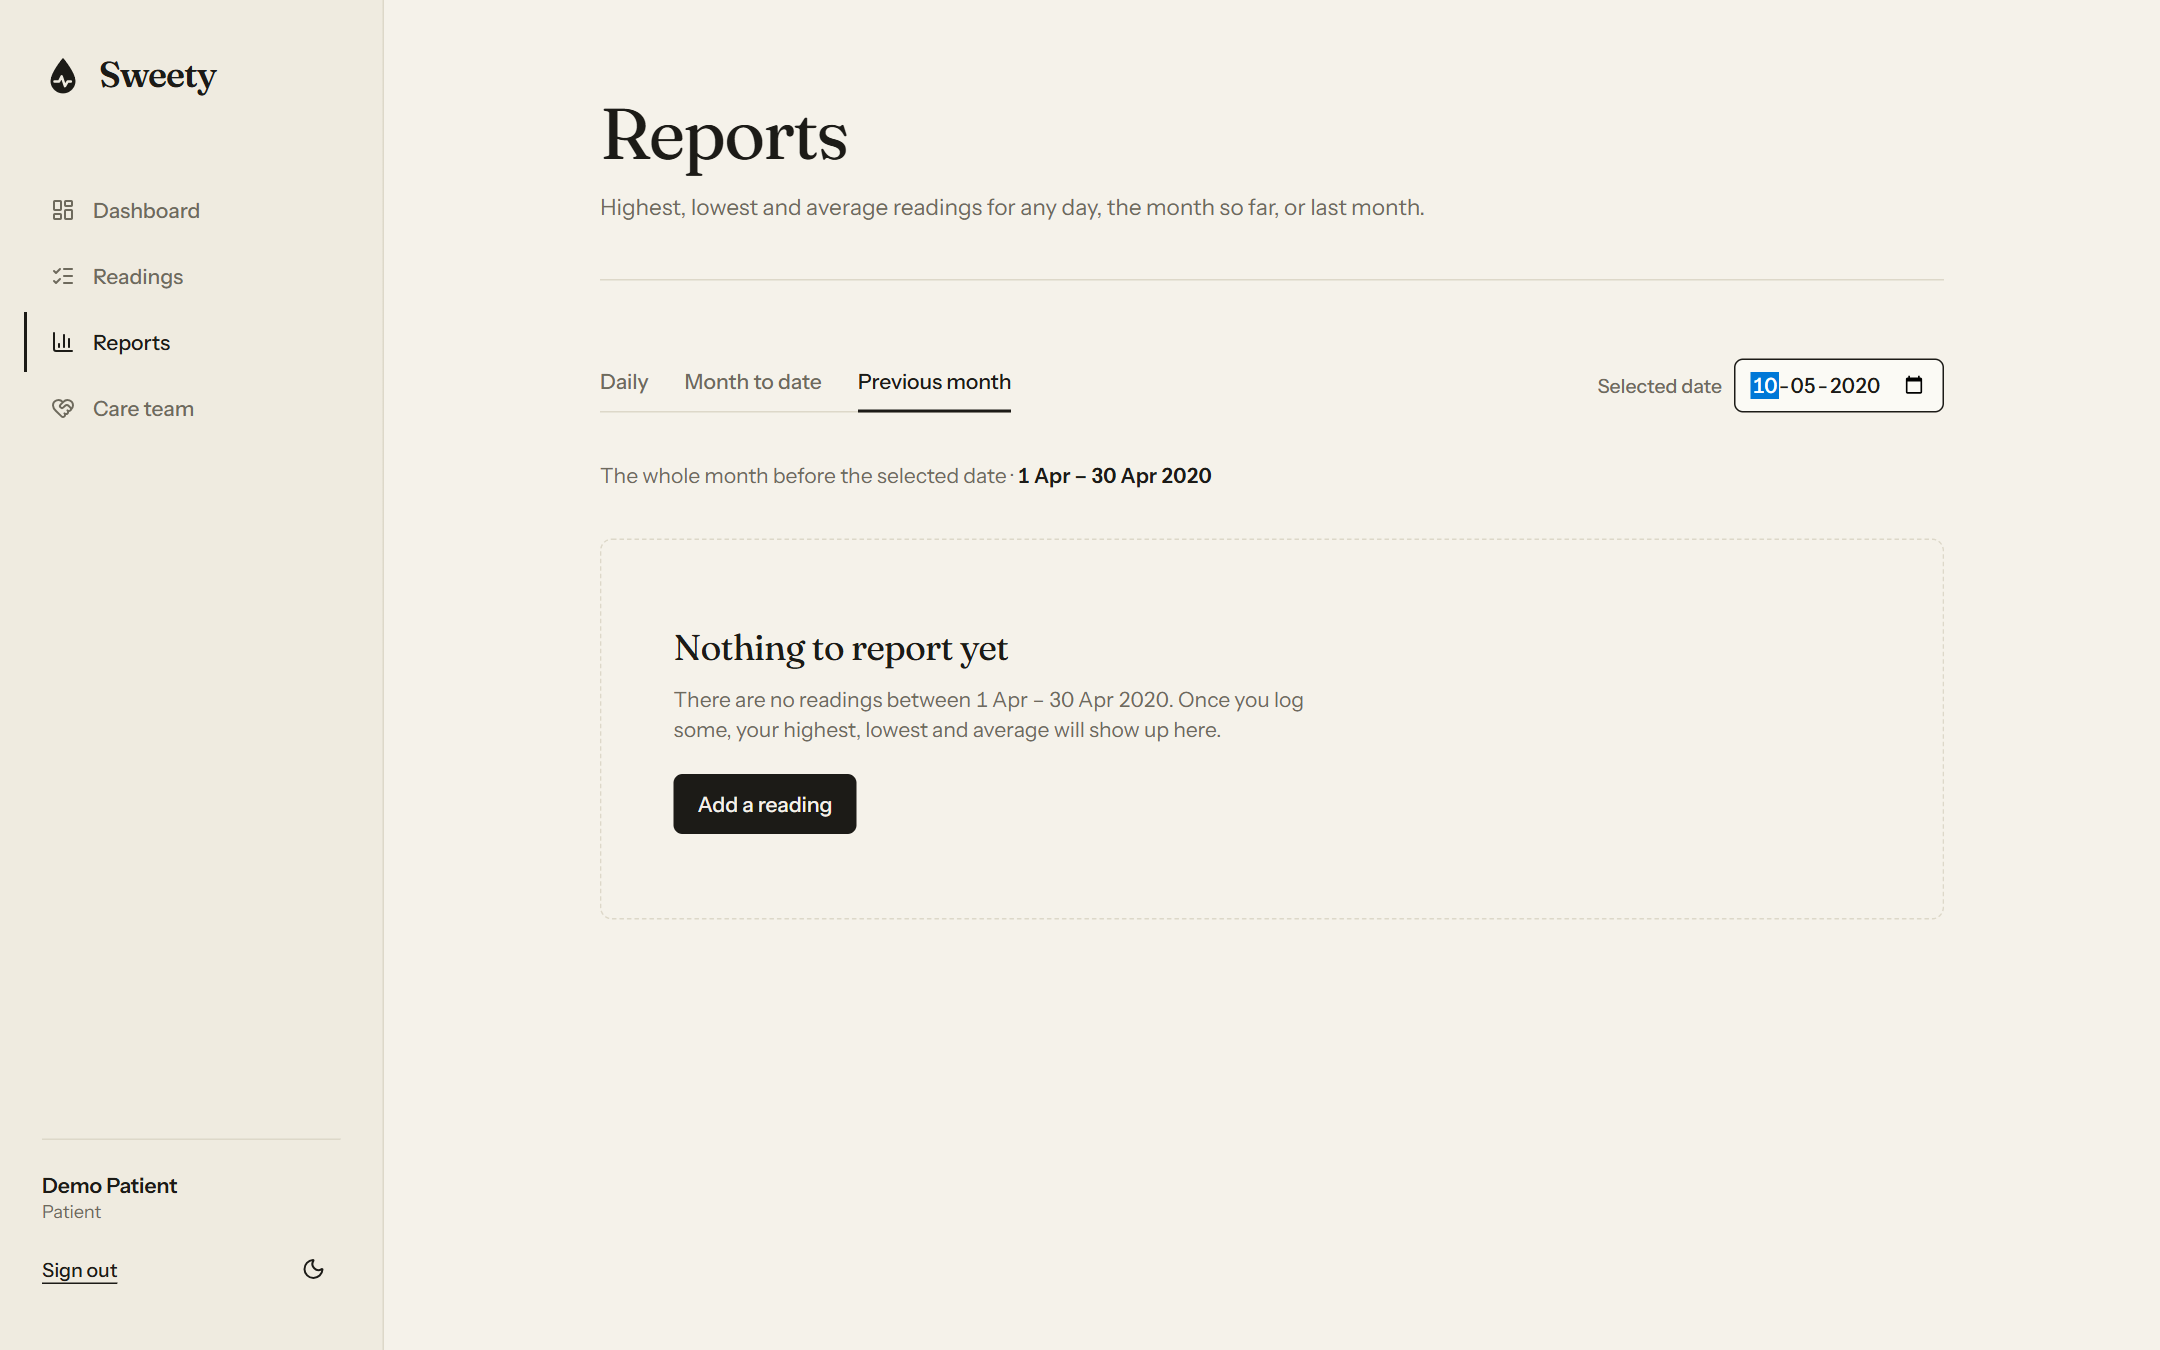 Sweety
Dashboard
Readings
Reports
Care team
Demo Patient
Patient
Sign out
Reports
Highest, lowest and average readings for any day, the month so far, or last month.
Daily
Month to date
Previous month
Selected date
10-05-2020
The whole month before the selected date · 1 Apr – 30 Apr 2020
Nothing to report yet
There are no readings between 1 Apr – 30 Apr 2020. Once you log
some, your highest, lowest and average will show up here.
Add a reading